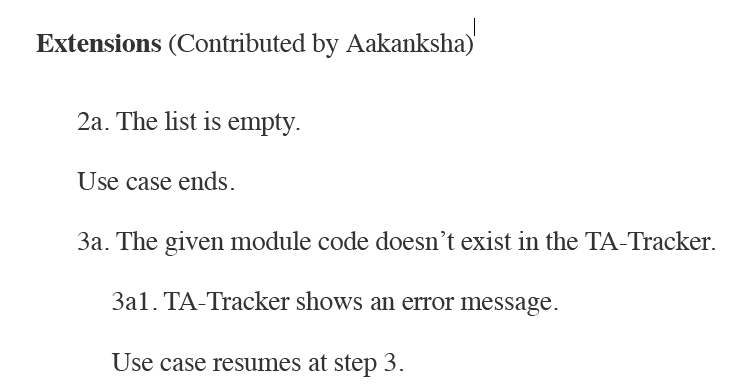 Extensions (Contributed by Aakanksha)
2a. The list is empty.
Use case ends.
3a. The given module code doesn’t exist in the TA-Tracker.
3a1. TA-Tracker shows an error message.
Use case resumes at step 3.